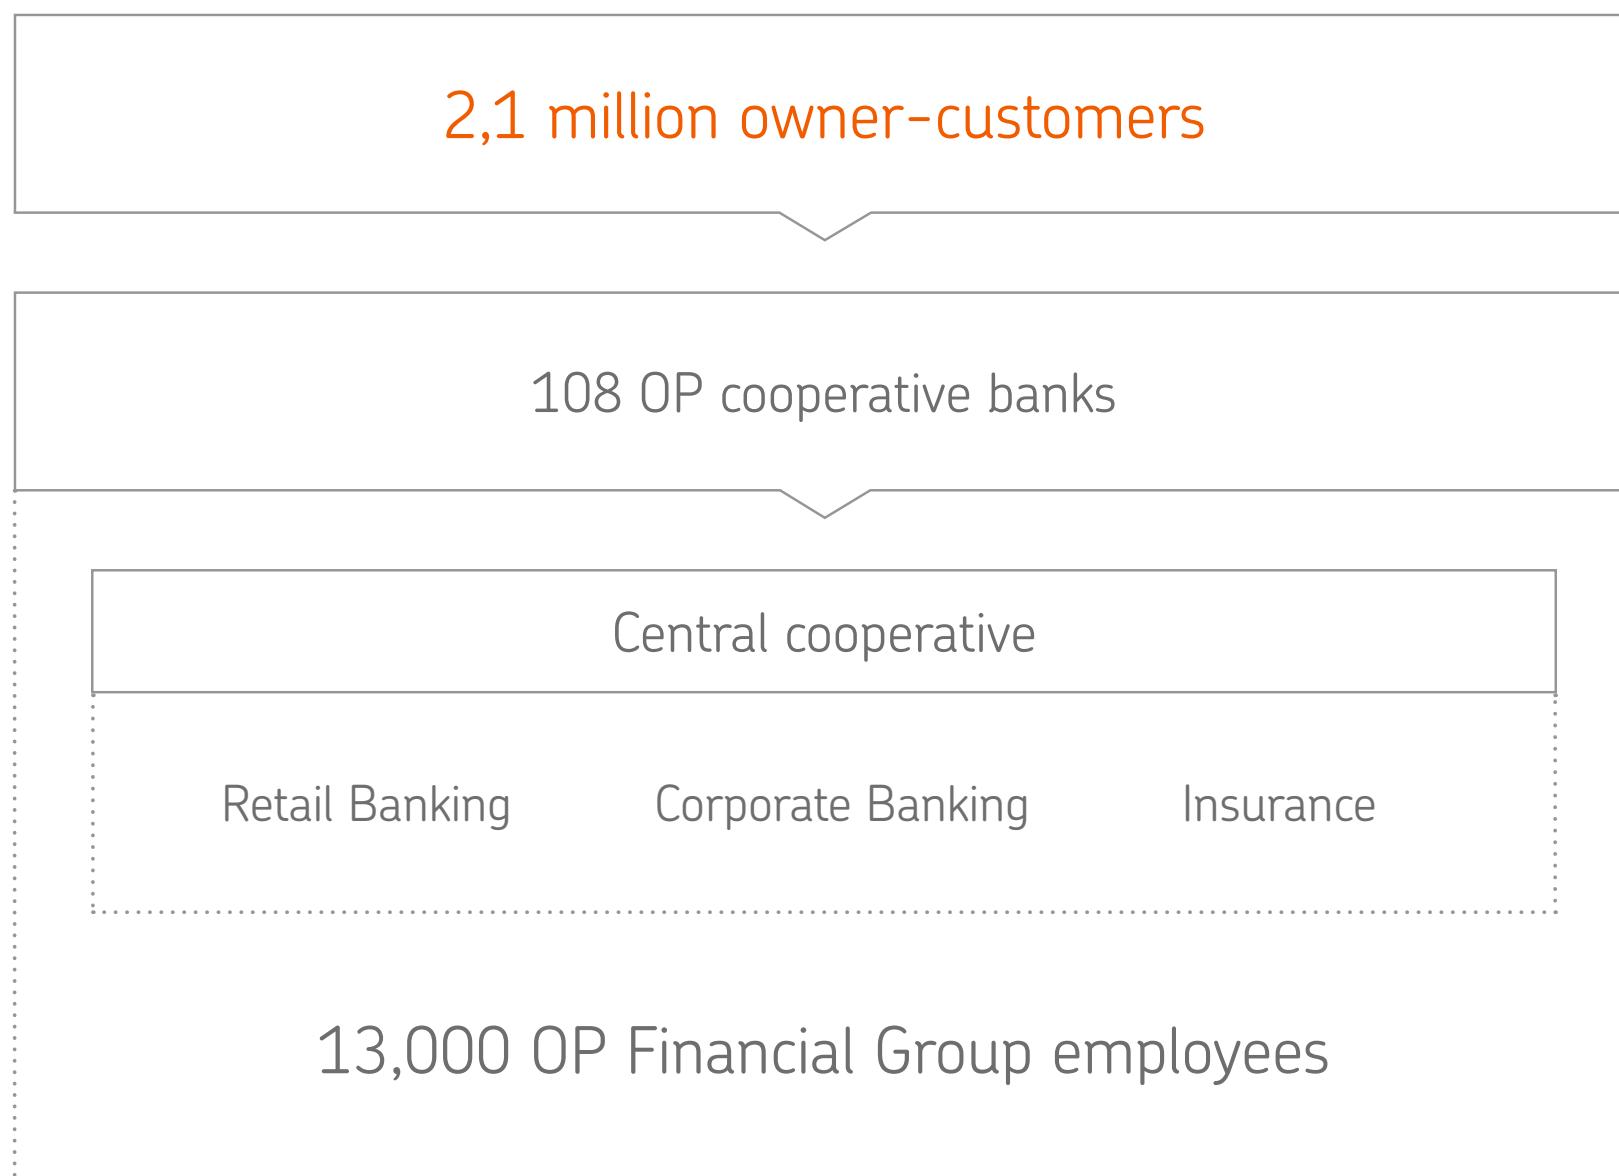 2,1 million owner-customers
108 OP cooperative banks
Central cooperative
Retail Banking Corporate Banking Insurance
13,000 OP Financial Group employees